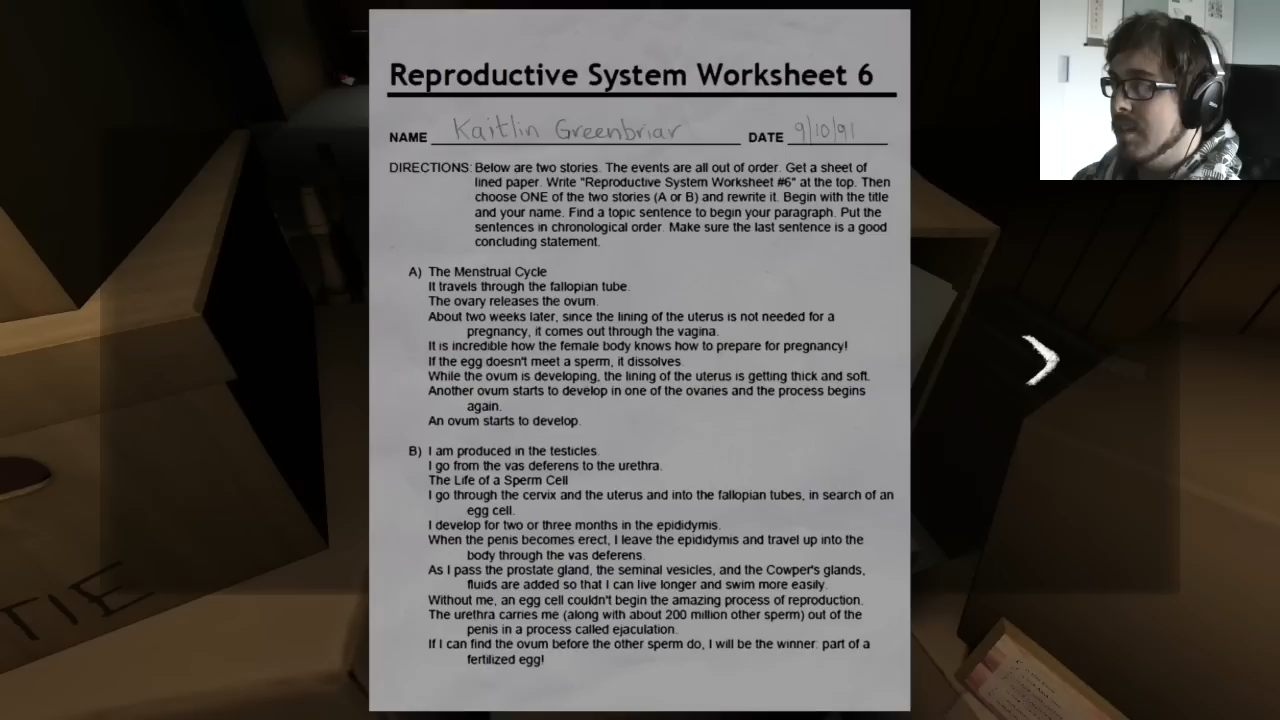 Reproductive System Worksheet 6
NAME Kaitlin Greenbriar DATE 9/10/91
DIRECTIONS: Below are two stories. The events are all out of order. Get a sheet of
lined paper. Write "Reproductive System Worksheet #6" at the top. Then
choose ONE of the two stories (A or B) and rewrite it. Begin with the title
and your name. Find a topic sentence to begin your paragraph. Put the
sentences in chronological order. Make sure the last sentence is a good
concluding statement.
A) The Menstrual Cycle
It travels through the fallopian tube.
The ovary releases the ovum.
About two weeks later, since the lining of the uterus is not needed for a
pregnancy, it comes out through the vagina.
It is incredible how the female body knows how to prepare for pregnancy!
If the egg doesn't meet a sperm, it dissolves.
While the ovum is developing, the lining of the uterus is getting thick and soft.
Another ovum starts to develop in one of the ovaries and the process begins
again.
An ovum starts to develop.
B) I am produced in the testicles.
I go from the vas deferens to the urethra.
The Life of a Sperm Cell
I go through the cervix and the uterus and into the fallopian tubes, in search of an
egg cell.
I develop for two or three months in the epididymis.
When the penis becomes erect, I leave the epididymis and travel up into the
body through the vas deferens.
As I pass the prostate gland, the seminal vesicles, and the Cowper's glands,
fluids are added so that I can live longer and swim more easily.
Without me, an egg cell couldn't begin the amazing process of reproduction.
The urethra carries me (along with about 200 million other sperm) out of the
penis in a process called ejaculation.
If I can find the ovum before the other sperm do, I will be the winner: part of a
fertilized egg!
TIE